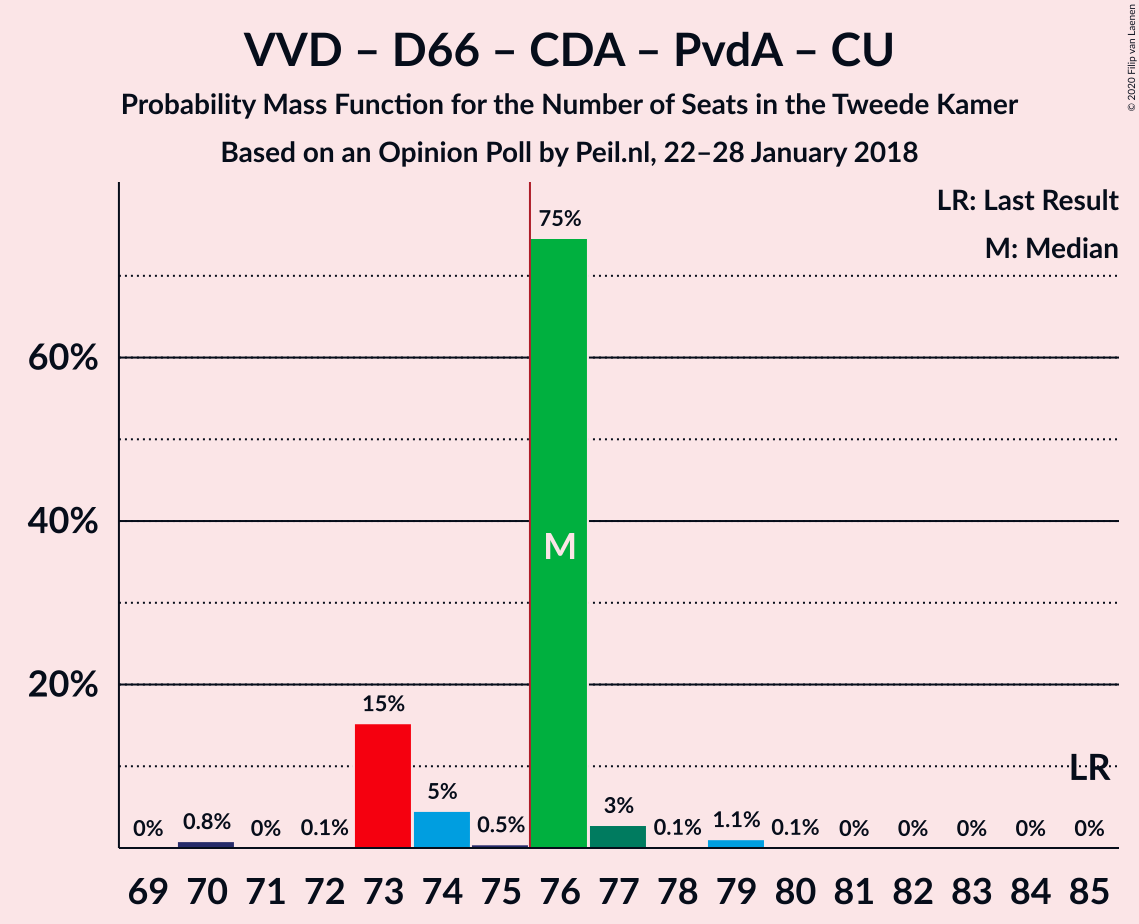 VVD – D66 – CDA – PvdA – CU
Probability Mass Function for the Number of Seats in the Tweede Kamer
Based on an Opinion Poll by Peil.nl, 22–28 January 2018
© 2020 Filip van Laenen
LR: Last Result
M: Median
75%
60%
40%
M
20%
15%
LR
5%
3%
0% 0.8% 0% 0.1% 0.5% 0.1% 1.1% 0.1% 0% 0% 0% 0% 0%
69 70 71 72 73 74 75 76 77 78 79 80 81 82 83 84 85